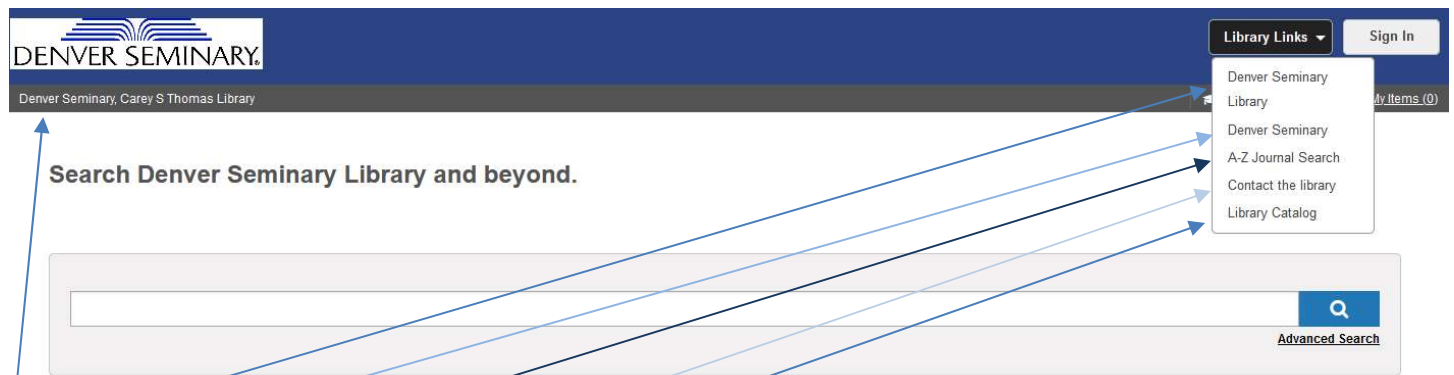 DENVER SEMINARY®
Library Links
Sign In
Denver Seminary, Carey S Thomas Library
My Items (0)
Denver Seminary
Library
Denver Seminary
A-Z Journal Search
Contact the library
Library Catalog
Search Denver Seminary Library and beyond.
Advanced Search